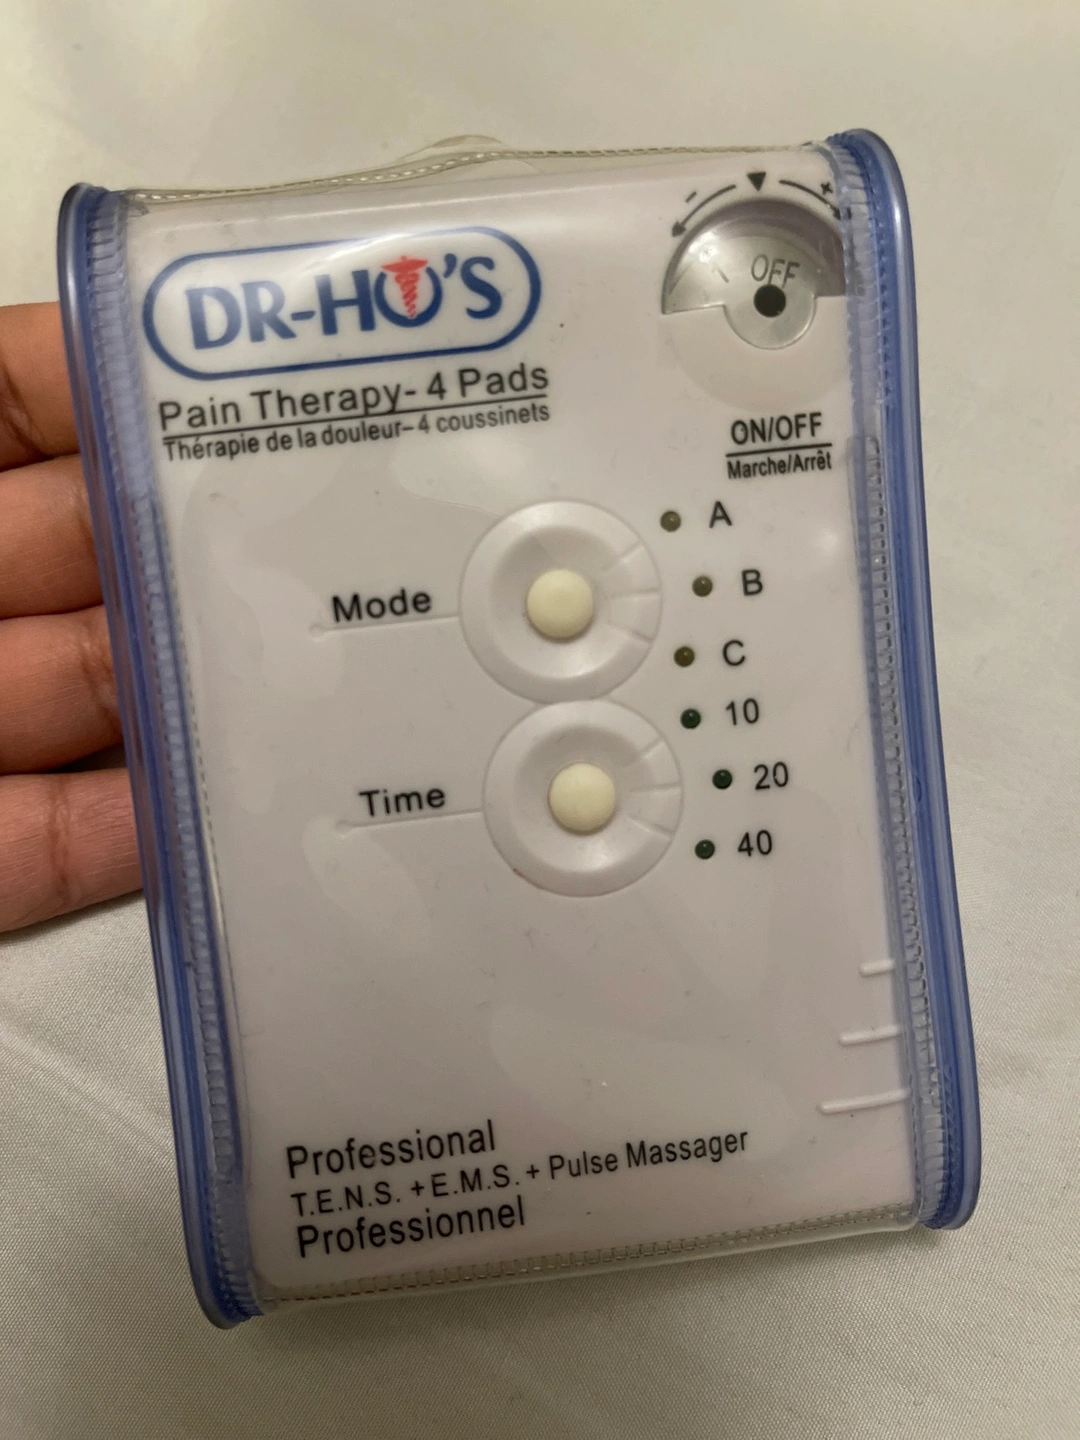 DR-HO'S
Pain Therapy- 4 Pads
Thérapie de la douleur- 4 coussinets
- +
1 OFF
ON/OFF
Marche/Arrêt
A
Mode B
C
10
Time 20
40
Professional
T.E.N.S. + E.M.S. + Pulse Massager
Professionnel